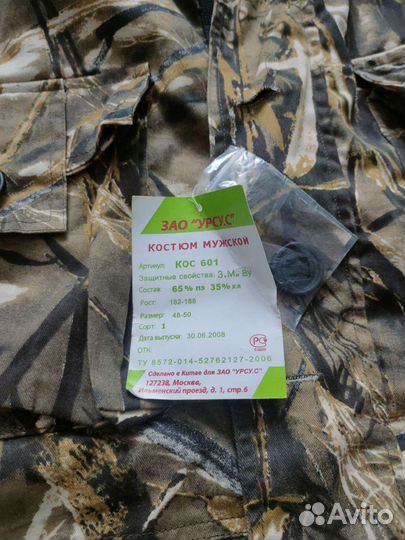 ЗАО "УРСУ.С"
КОСТЮМ МУЖСКОЙ
Артикул: КОС 601
Защитные свойства З,Ми Ву
Состав: 65% пэ 35% хл
Рост: 182-188
Размер: 48-50
Сорт: 1
Дата выпуска: 30.06.2008
ОТК:
ТУ 8572-014-52762127-2006
Сделано в Китае для ЗАО "УРСУ.С"
127238, Москва,
Ильменский проезд, д. 1, стр.6
Avito